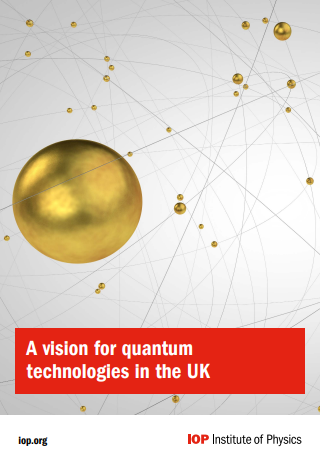 A vision for quantum
technologies in the UK
iop.org
IOP Institute of Physics